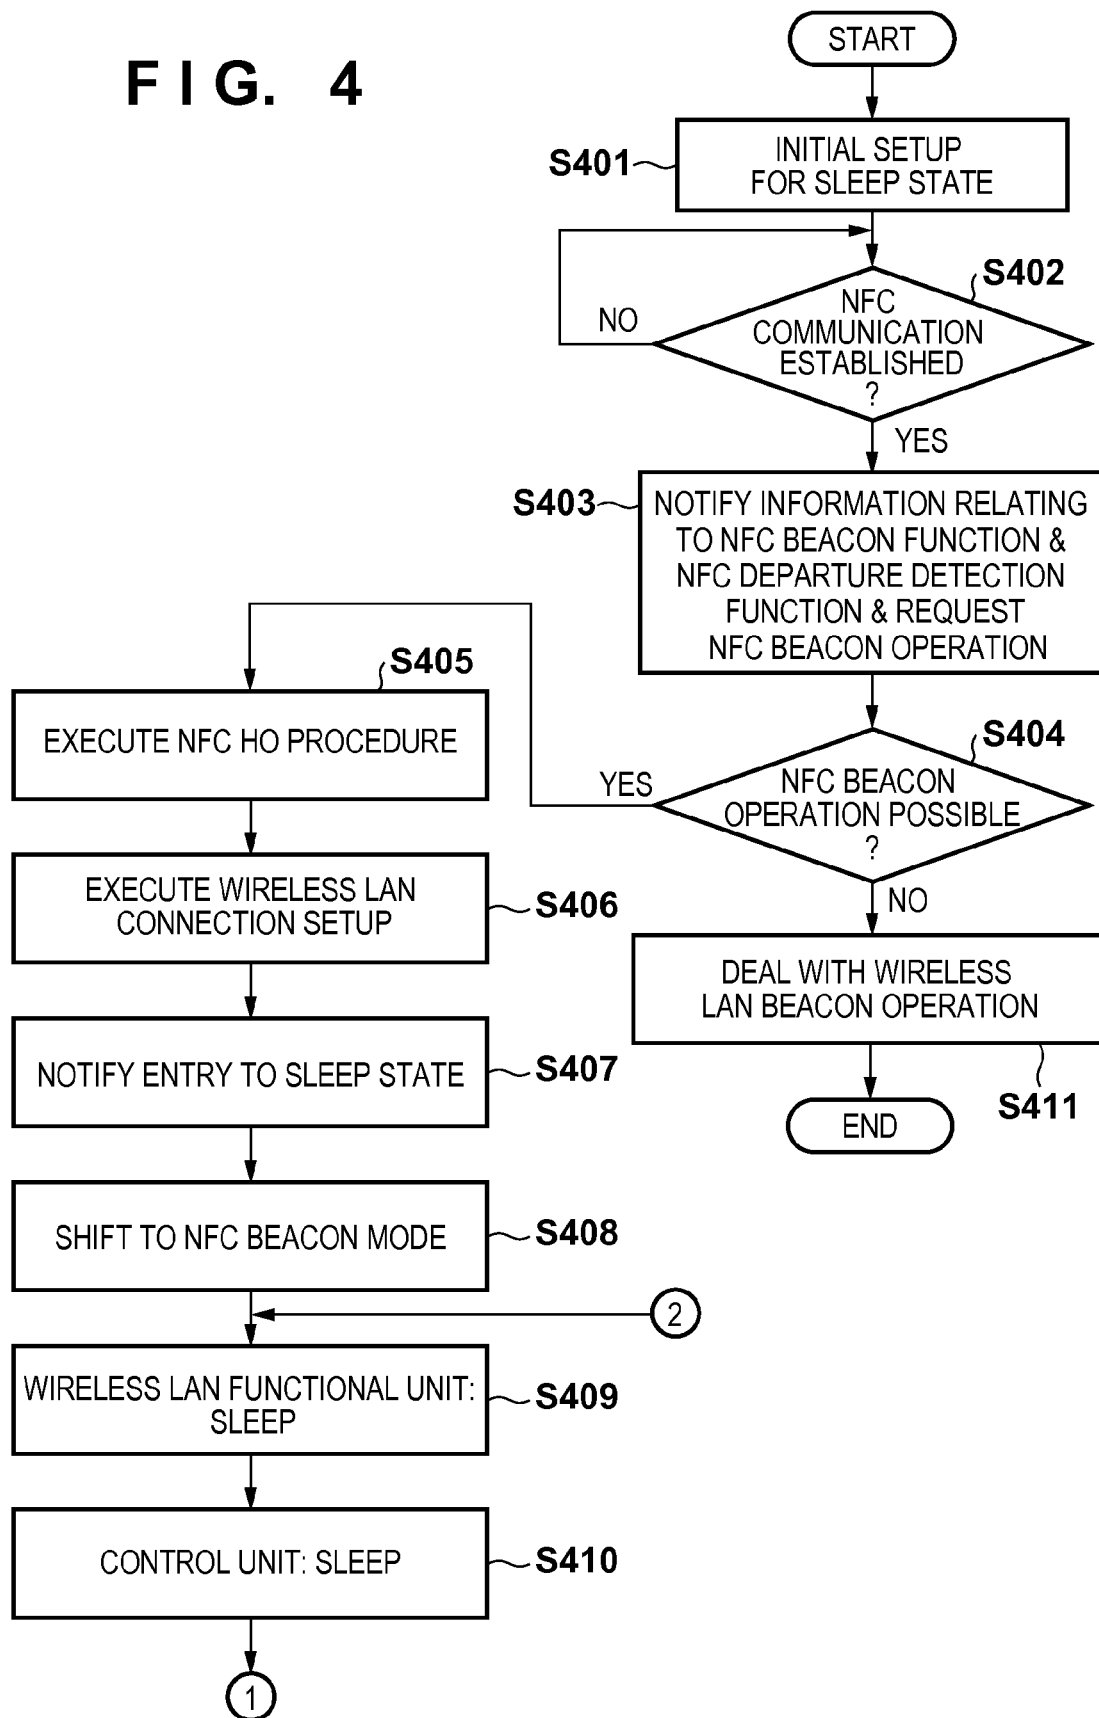 FIG. 4
START
S401
INITIAL SETUP
FOR SLEEP STATE
S402
NFC
COMMUNICATION
ESTABLISHED
?
NO
YES
S403
NOTIFY INFORMATION RELATING
TO NFC BEACON FUNCTION &
NFC DEPARTURE DETECTION
FUNCTION & REQUEST
NFC BEACON OPERATION
S404
NFC BEACON
OPERATION POSSIBLE
?
YES
NO
S405
EXECUTE NFC HO PROCEDURE
EXECUTE WIRELESS LAN
CONNECTION SETUP
S406
NOTIFY ENTRY TO SLEEP STATE
S407
SHIFT TO NFC BEACON MODE
S408
2
WIRELESS LAN FUNCTIONAL UNIT:
SLEEP
S409
CONTROL UNIT: SLEEP
S410
1
DEAL WITH WIRELESS
LAN BEACON OPERATION
S411
END